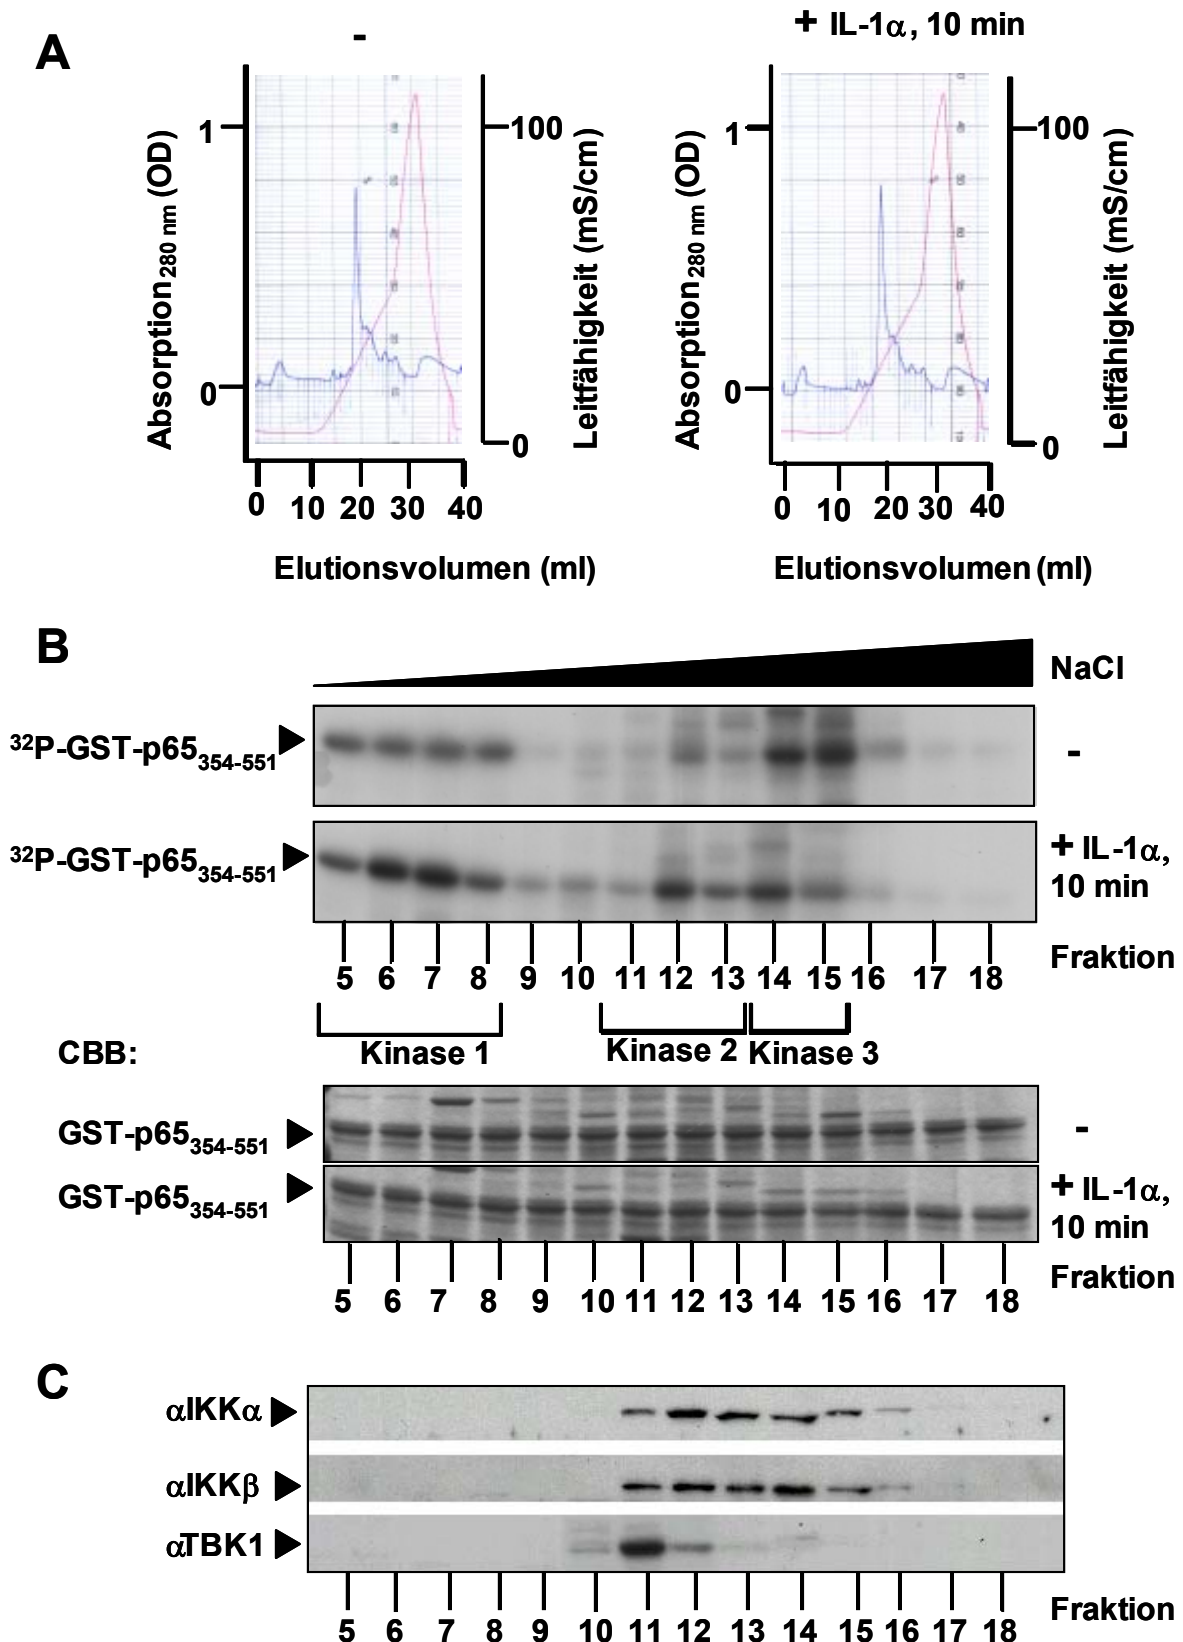 A
-
+ IL-1α, 10 min
1
0
Absorption280 nm (OD)
100
0
Leitfähigkeit (mS/cm)
0 10 20 30 40
Elutionsvolumen (ml)
1
0
Absorption280 nm (OD)
100
0
Leitfähigkeit (mS/cm)
0 10 20 30 40
Elutionsvolumen (ml)
B
NaCl
32P-GST-p65354-551
-
32P-GST-p65354-551
+ IL-1α,
10 min
5 6 7 8 9 10 11 12 13 14 15 16 17 18
Fraktion
Kinase 1
Kinase 2
Kinase 3
CBB:
GST-p65354-551
-
GST-p65354-551
+ IL-1α,
10 min
5 6 7 8 9 10 11 12 13 14 15 16 17 18
Fraktion
C
αIKKα
αIKKβ
αTBK1
5 6 7 8 9 10 11 12 13 14 15 16 17 18
Fraktion